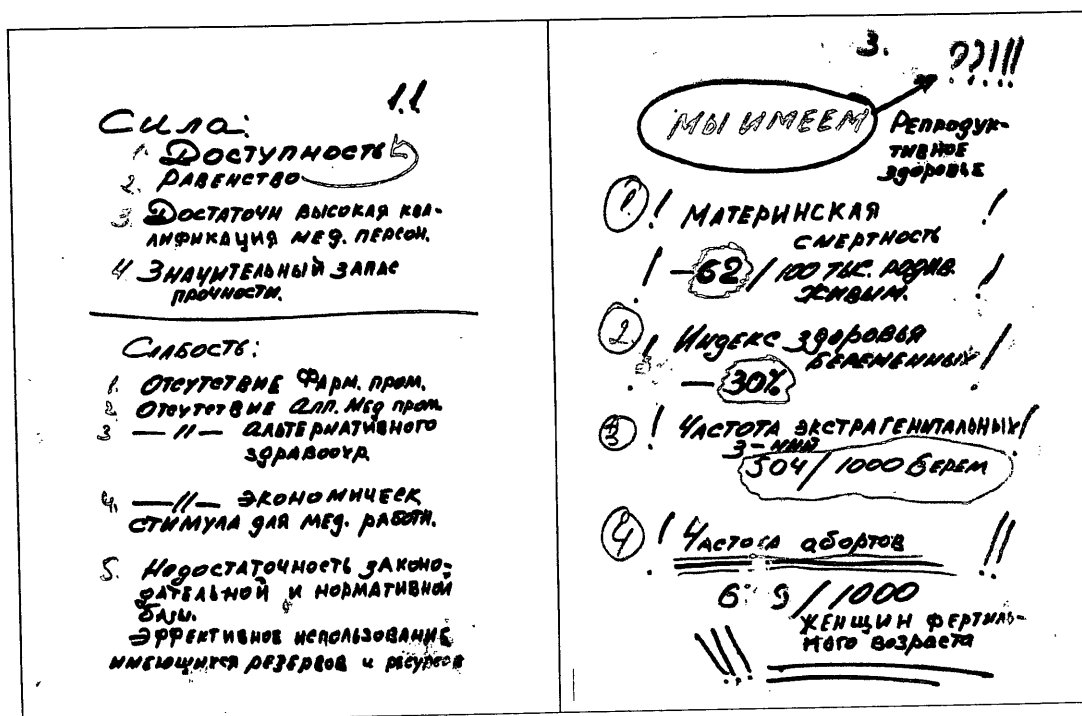 1.1
Сила:
1. Доступность
2. Равенство
3. Достаточн высокая ква-
лификация мед. персон.
4. Значительный запас
прочности.
Слабость:
1. Отсутствие Фарм. пром.
2. Отсутствие апп. мед пром.
3 — // — альтернативного
здравоохр.
4. — // — экономическ
стимула для мед. работн.
5. Недостаточность законо-
дательной и нормативной
базы.
Эффективное использование
имеющихся резервов и ресурсов
3.
??!!!
Мы имеем
Репродук-
тивное
здоровье
1. ! Материнская !
смертность
! – 62 / 100 тыс. родив. !
живым.
2 ! Индекс здоровья
беременных !
– 30%
3 ! Частота экстрагенитальных !
з-ний
504 / 1000 берем
4 ! Частота абортов !!
/ 1000
женщин фертиль-
ного возраста
!!!